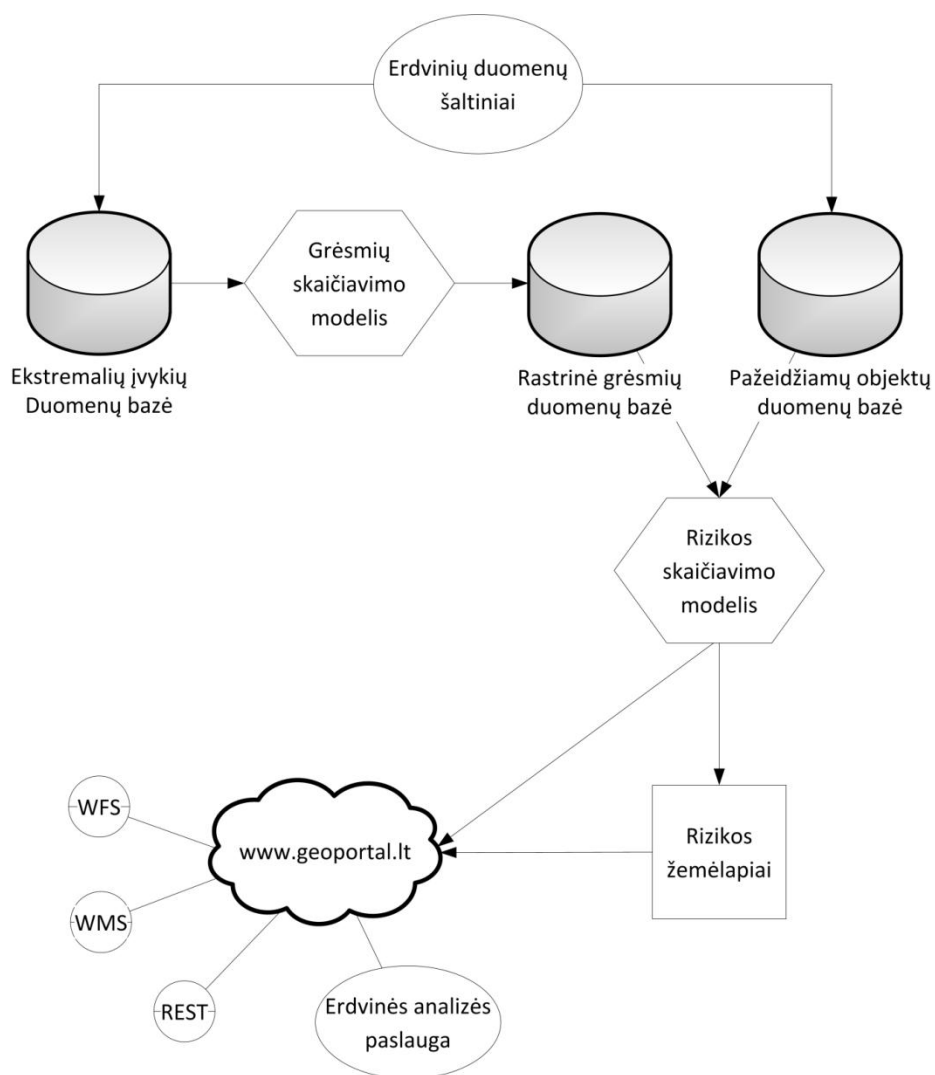 Erdvinių duomenų
šaltiniai
Grėsmių
skaičiavimo
modelis
Ekstremalių įvykių
Duomenų bazė
Rastrinė grėsmių
duomenų bazė
Pažeidžiamų objektų
duomenų bazė
Rizikos
skaičiavimo
modelis
WFS
www.geoportal.lt
Rizikos
žemėlapiai
WMS
REST
Erdvinės analizės
paslauga